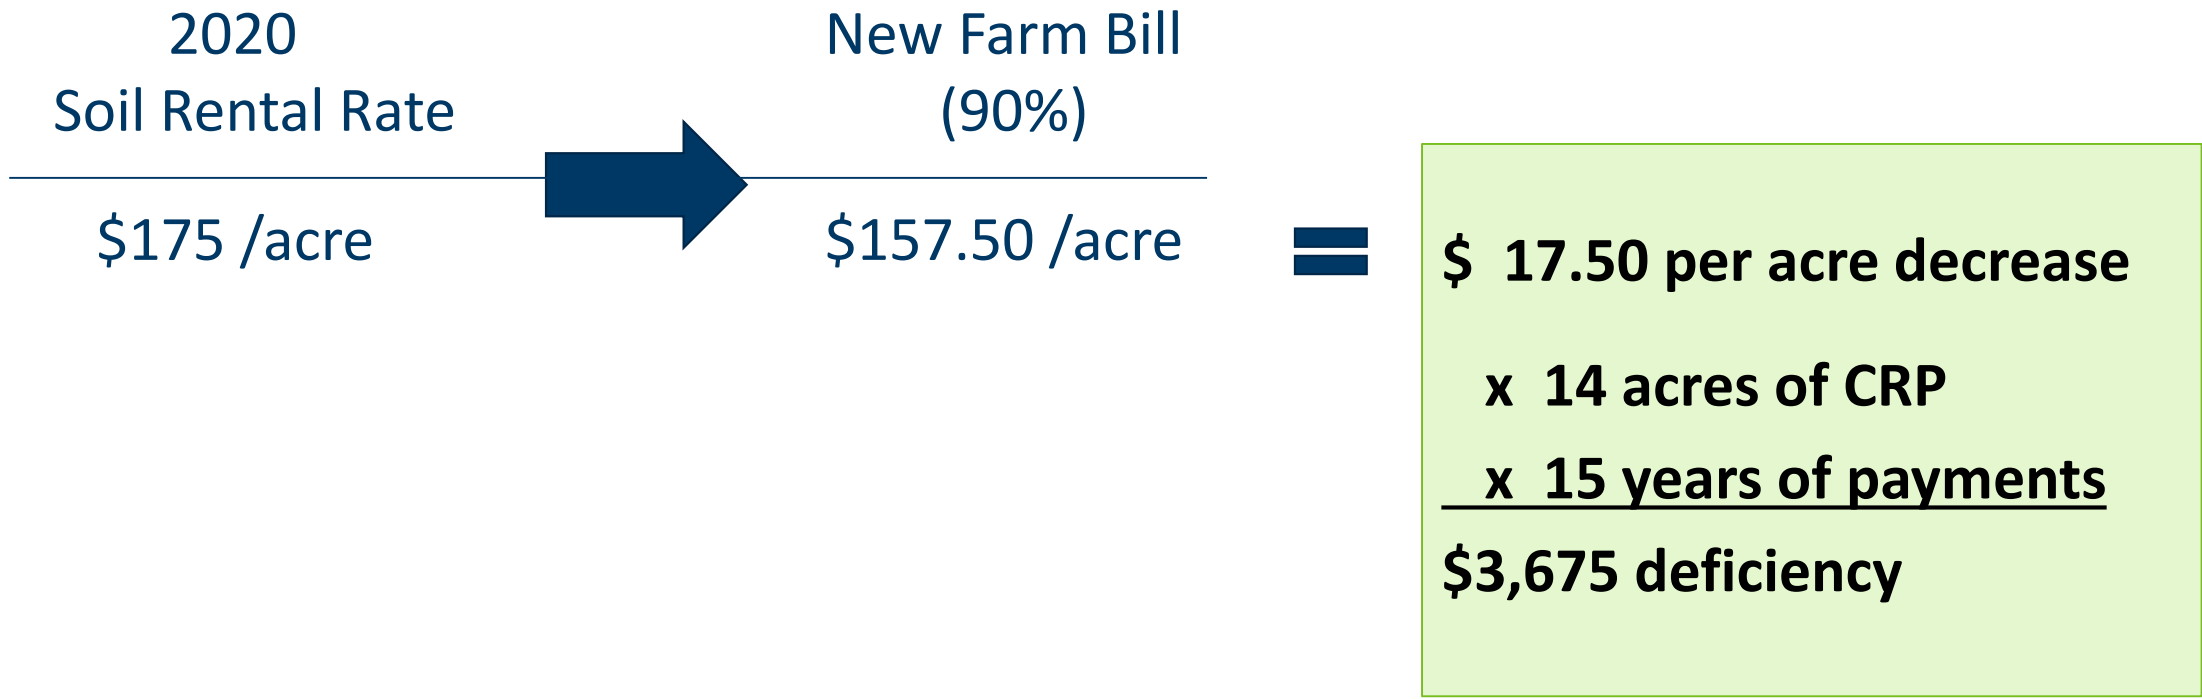 2020
Soil Rental Rate
$175 /acre
New Farm Bill
(90%)
$157.50 /acre
=
$  17.50 per acre decrease
x  14 acres of CRP
x  15 years of payments
$3,675 deficiency